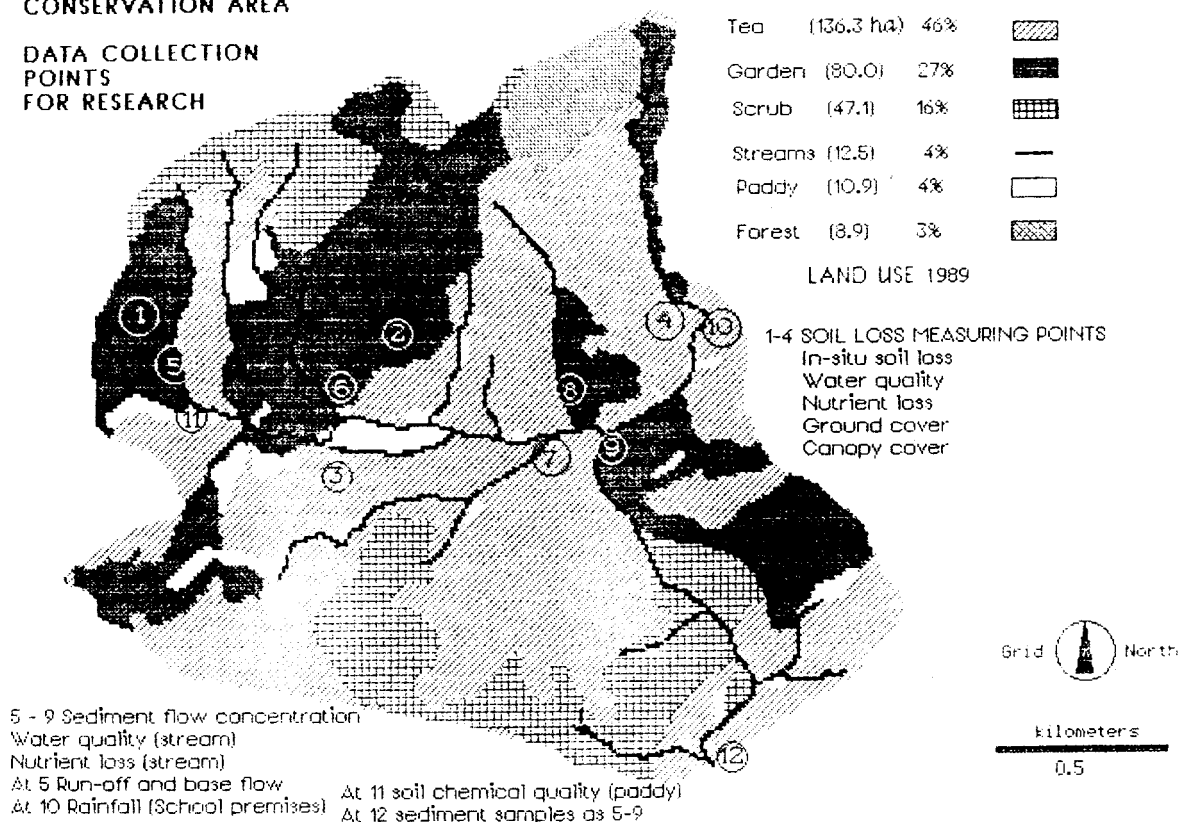 CONSERVATION AREA
DATA COLLECTION
POINTS
FOR RESEARCH
Tea (136.3 ha) 46%
Garden (80.0) 27%
Scrub (47.1) 16%
Streams (12.5) 4%
Paddy (10.9) 4%
Forest (8.9) 3%
LAND USE 1989
1-4 SOIL LOSS MEASURING POINTS
In-situ soil loss
Water quality
Nutrient loss
Ground cover
Canopy cover
1
2
4
10
5
6
8
11
3
7
9
12
Grid North
kilometers
0.5
5 - 9 Sediment flow concentration
Water quality (stream)
Nutrient loss (stream)
At 5 Run-off and base flow
At 10 Rainfall (School premises)
At 11 soil chemical quality (paddy)
At 12 sediment samples as 5-9